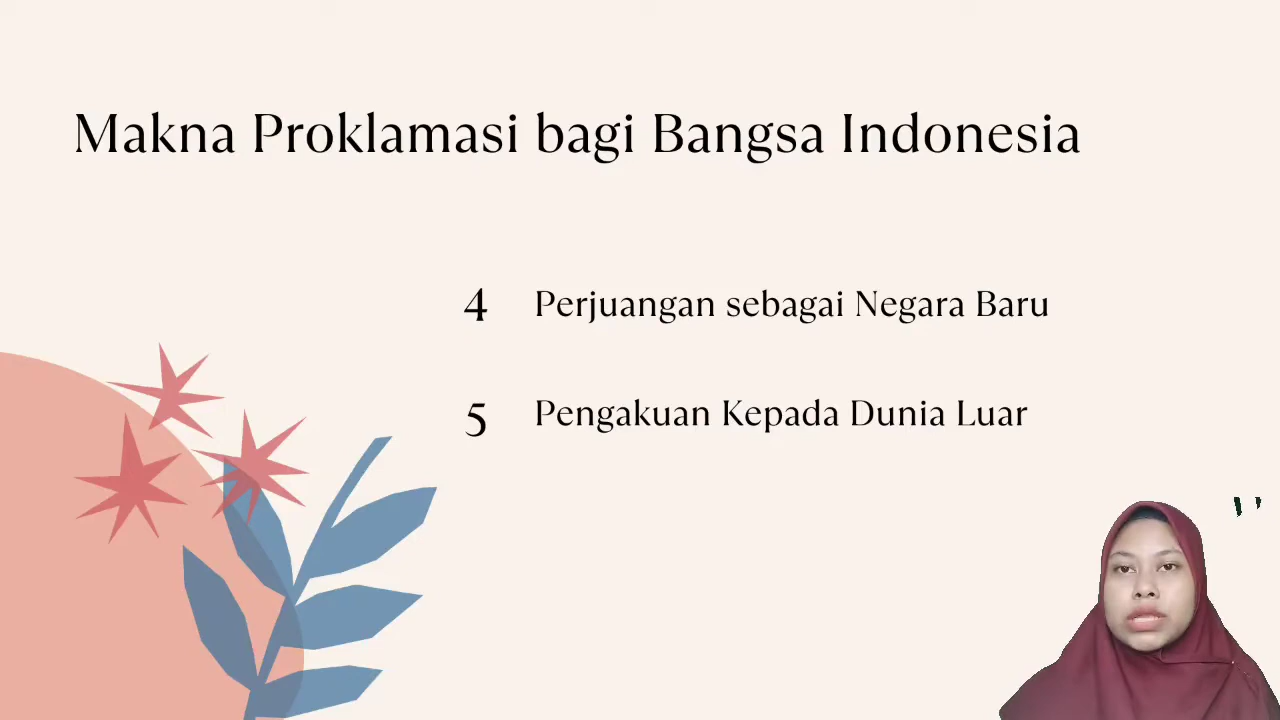 Makna Proklamasi bagi Bangsa Indonesia
4 Perjuangan sebagai Negara Baru
5 Pengakuan Kepada Dunia Luar